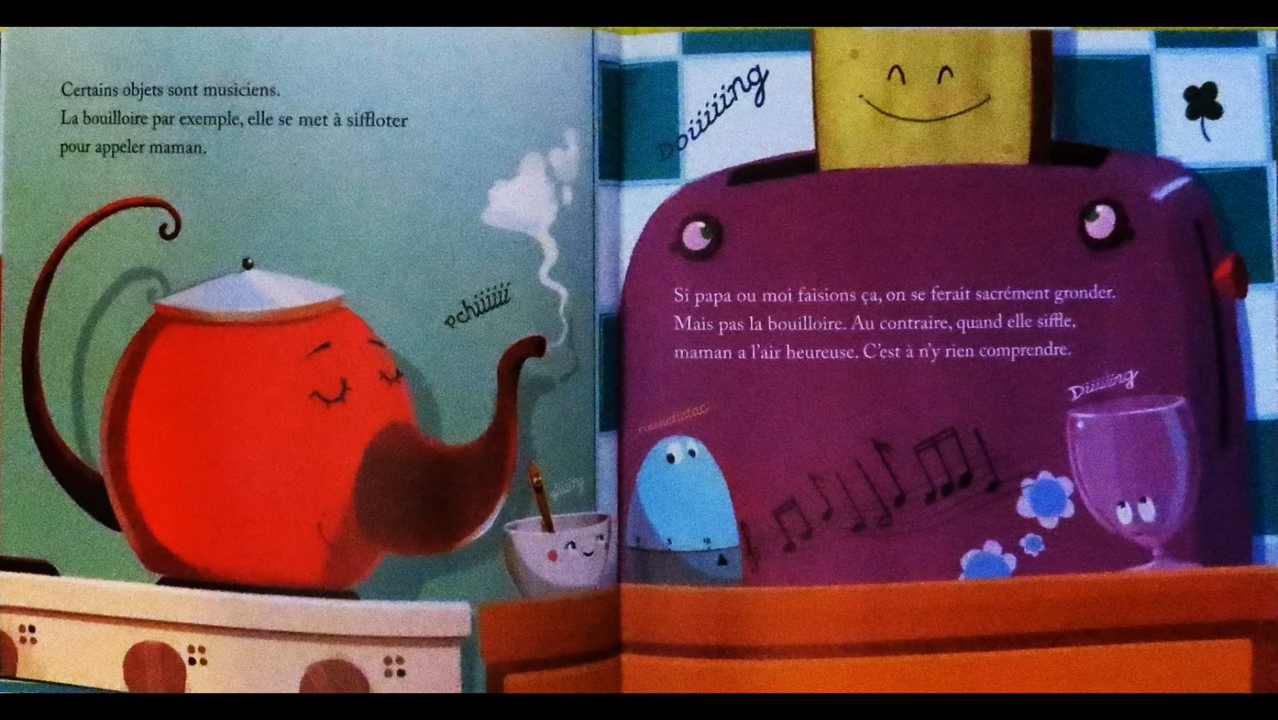 Certains objets sont musiciens.
La bouilloire par exemple, elle se met à siffloter
pour appeler maman.
pchiiiiii
Doiiiiing
Si papa ou moi faisions ça, on se ferait sacrément gronder.
Mais pas la bouilloire. Au contraire, quand elle siffle,
maman a l'air heureuse. C'est à n'y rien comprendre.
Diiiiiing